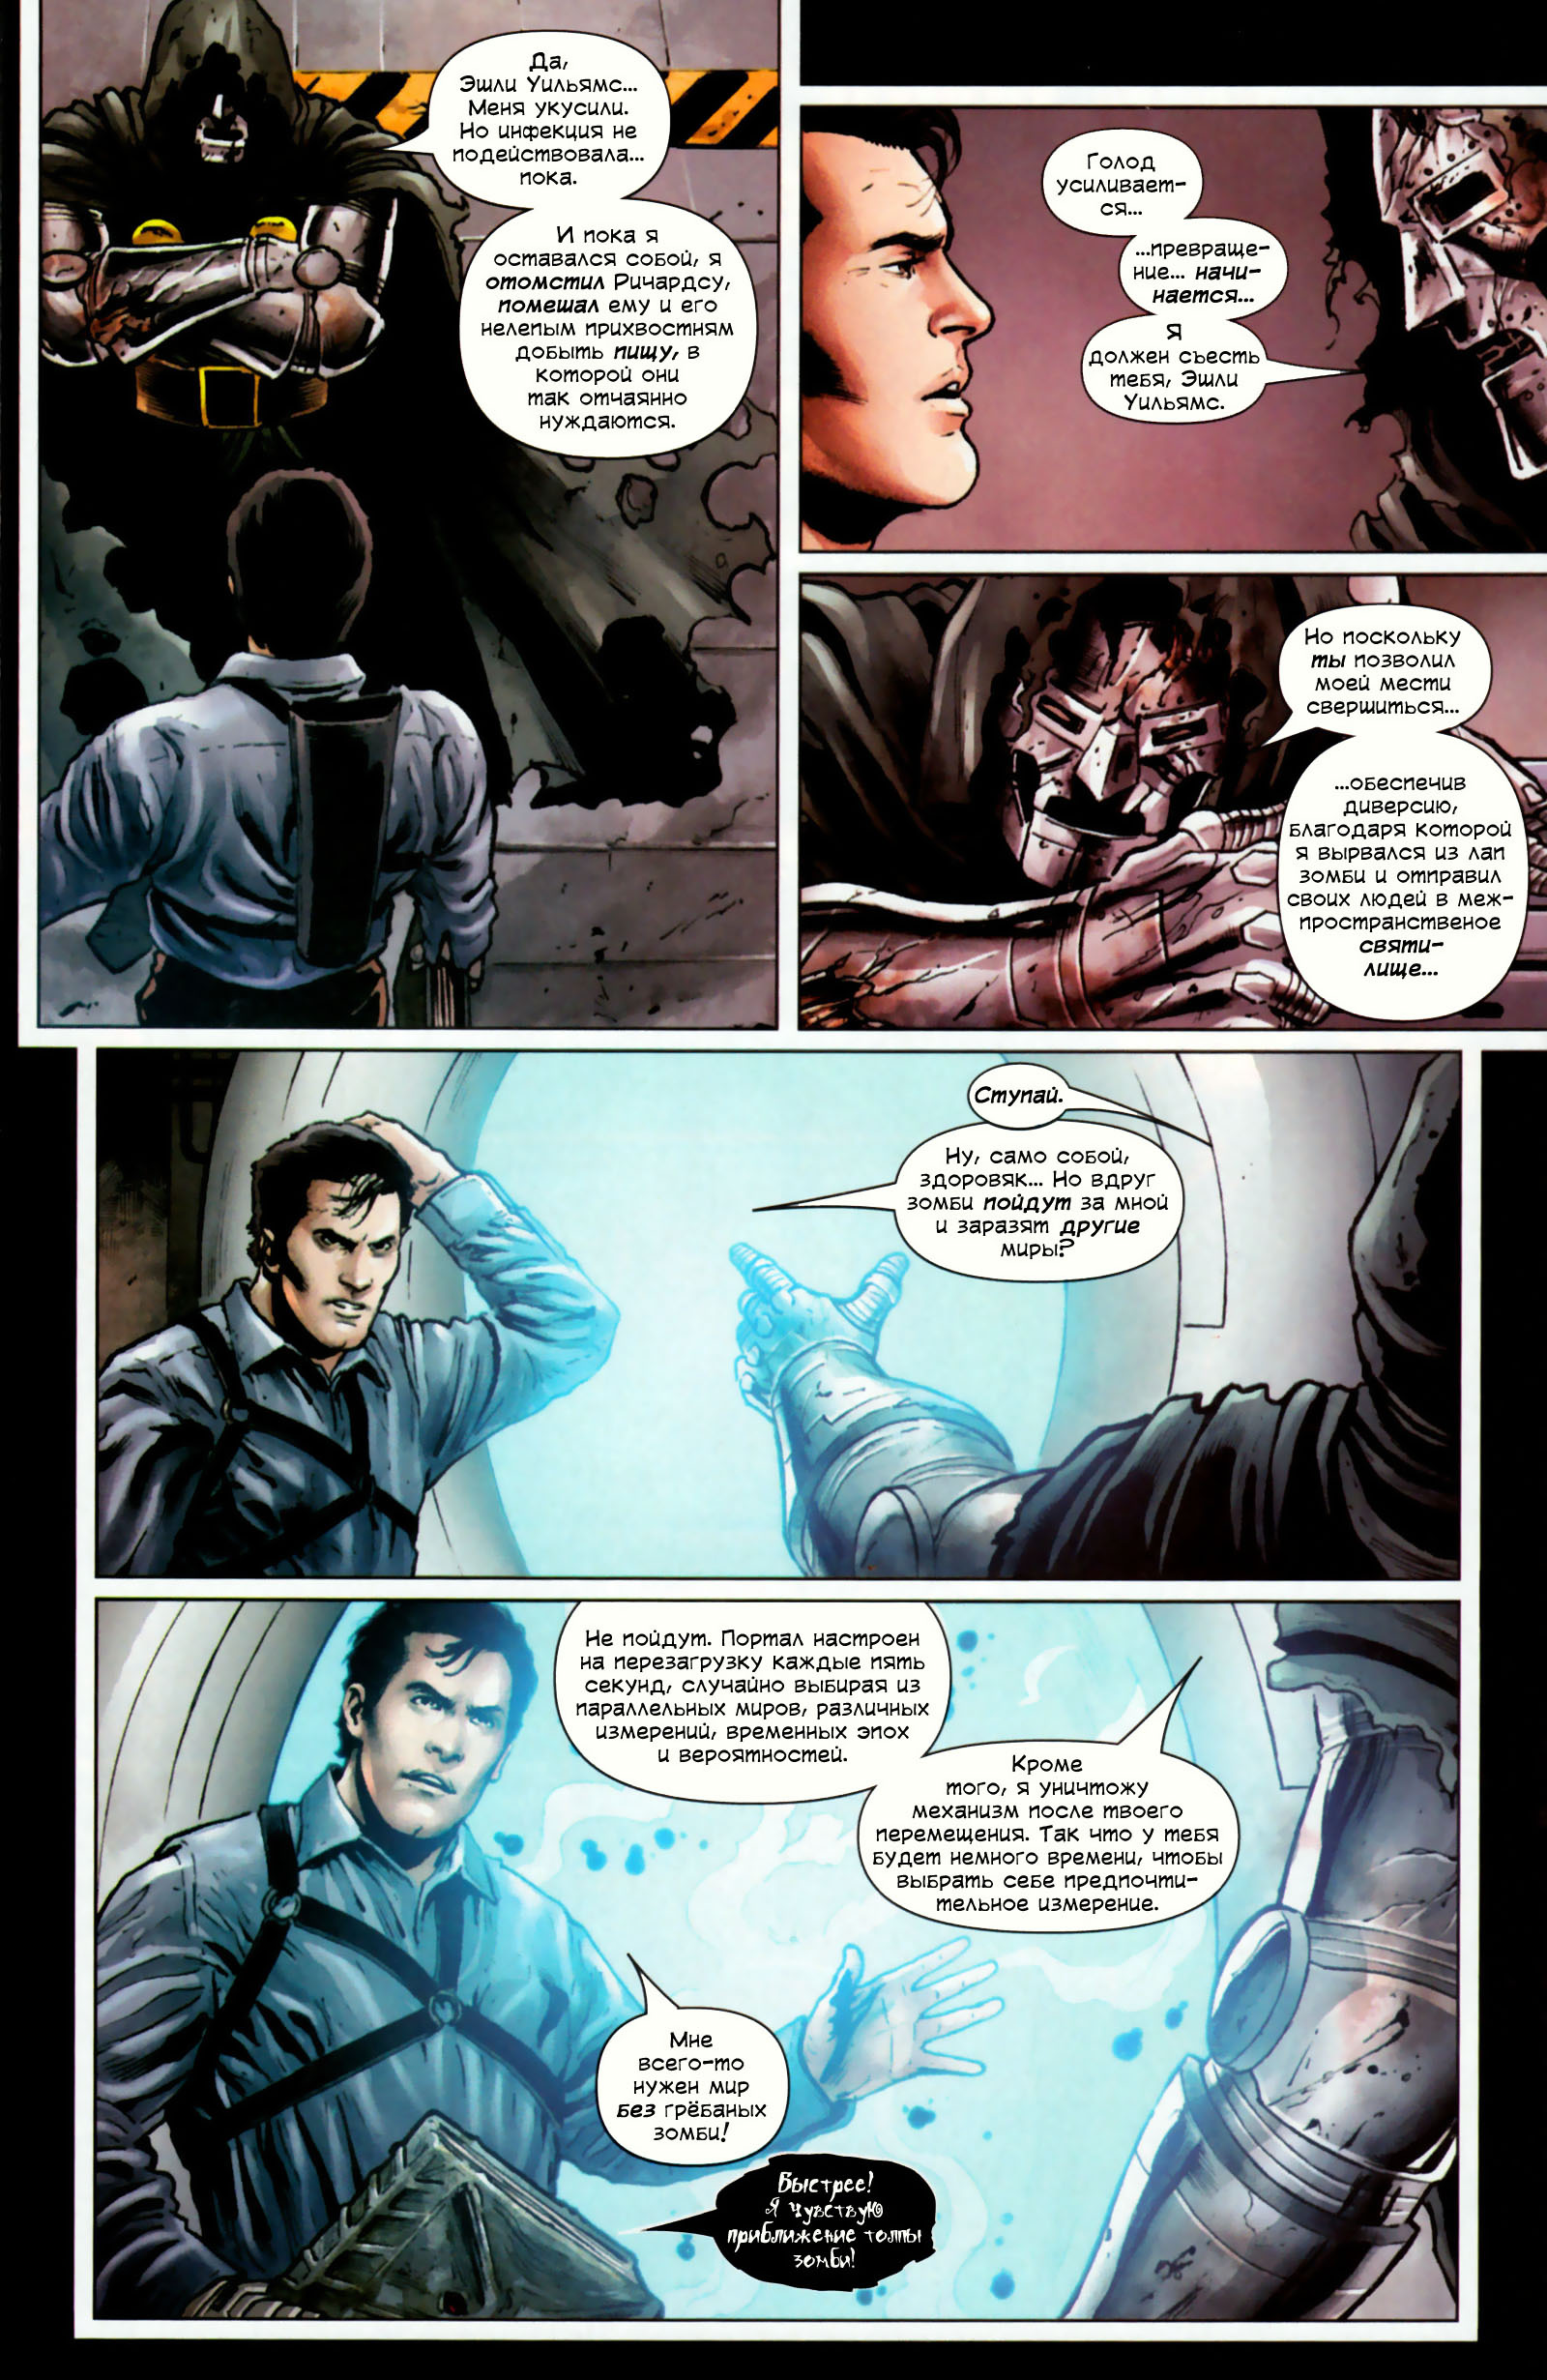 Да,
Эшли Уильямс...
Меня укусили.
Но инфекция не
подействовала...
пока.
И пока я
оставался собой, я
отомстил Ричардсу,
помешал ему и его
нелепым прихвостням
добыть пищу, в
которой они
так отчаянно
нуждаются.
Голод
усиливает-
ся...
...превраще-
ние... начи-
нается...
Я
должен съесть
тебя, Эшли
Уильямс.
Но поскольку
ты позволил
моей мести
свершиться...
...обеспечив
диверсию,
благодаря которой
я вырвался из лап
зомби и отправил
своих людей в меж-
пространственое
святи-
лище...
Ступай.
Ну, само собой,
здоровяк... Но вдруг
зомби пойдут за мной
и заразят другие
миры?
Не пойдут. Портал настроен
на перезагрузку каждые пять
секунд, случайно выбирая из
параллельных миров, различных
измерений, временных эпох
и вероятностей.
Кроме
того, я уничтожу
механизм после твоего
перемещения. Так что у тебя
будет немного времени, чтобы
выбрать себе предпочти-
тельное измерение.
Мне
всего-то
нужен мир
без грёбаных
зомби!
Быстрее!
Я чувствую
приближение толпы
зомби!